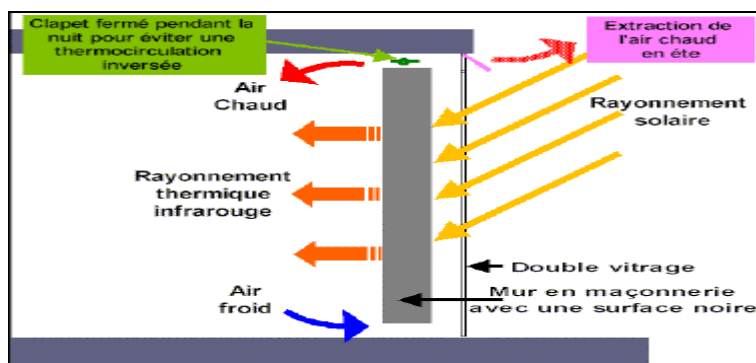 Clapet fermé pendant la
nuit pour éviter une
thermocirculation
inversée
Extraction de
l'air chaud
en éte
Air
Chaud
Rayonnement
solaire
Rayonnement
thermique
infrarouge
Double vitrage
Air
froid
Mur en maçonnerie
avec une surface noire